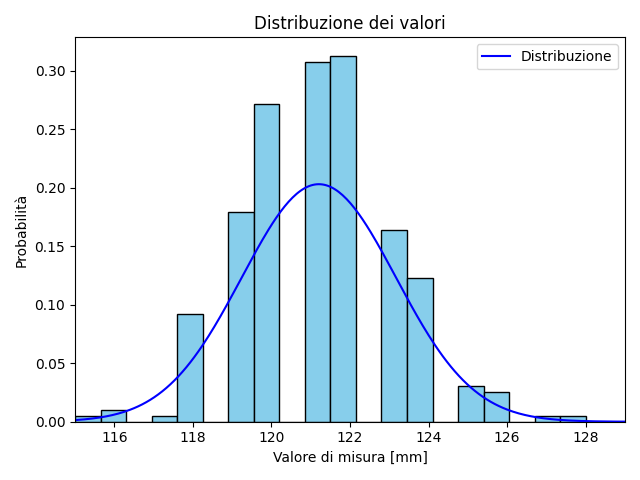 Distribuzione dei valori
Distribuzione
Probabilità
0.30
0.25
0.20
0.15
0.10
0.05
0.00
116 118 120 122 124 126 128
Valore di misura [mm]